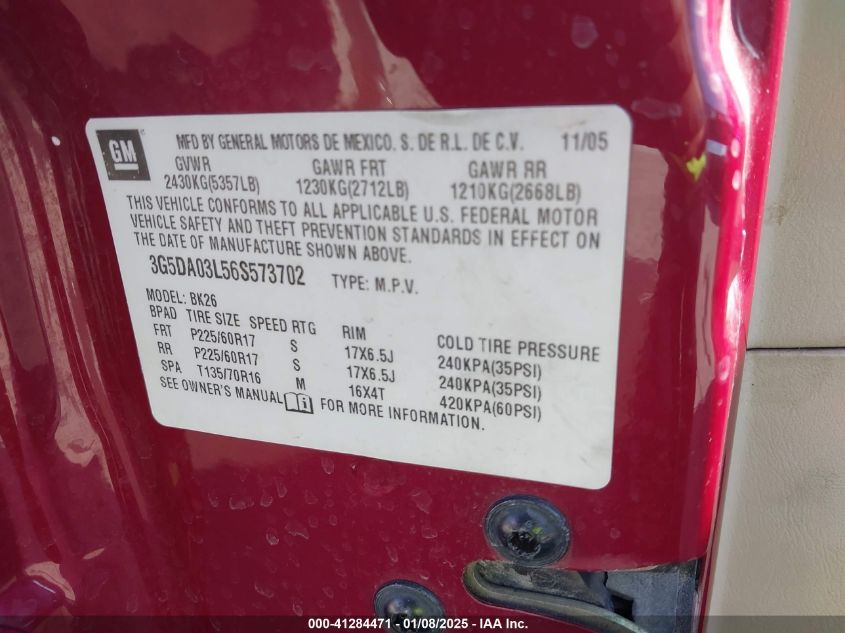 GM
MFD BY GENERAL MOTORS DE MEXICO. S. DE R.L. DE C.V. 11/05
GVWR GAWR FRT GAWR RR
2430KG(5357LB) 1230KG(2712LB) 1210KG(2668LB)
THIS VEHICLE CONFORMS TO ALL APPLICABLE U.S. FEDERAL MOTOR
VEHICLE SAFETY AND THEFT PREVENTION STANDARDS IN EFFECT ON
THE DATE OF MANUFACTURE SHOWN ABOVE.
3G5DA03L56S573702 TYPE: M.P.V.
MODEL: BK26
BPAD TIRE SIZE SPEED RTG RIM COLD TIRE PRESSURE
FRT P225/60R17 S 17X6.5J 240KPA(35PSI)
RR P225/60R17 S 17X6.5J 240KPA(35PSI)
SPA T135/70R16 M 16X4T 420KPA(60PSI)
SEE OWNER'S MANUAL FOR MORE INFORMATION.
000-41284471 - 01/08/2025 - IAA Inc.